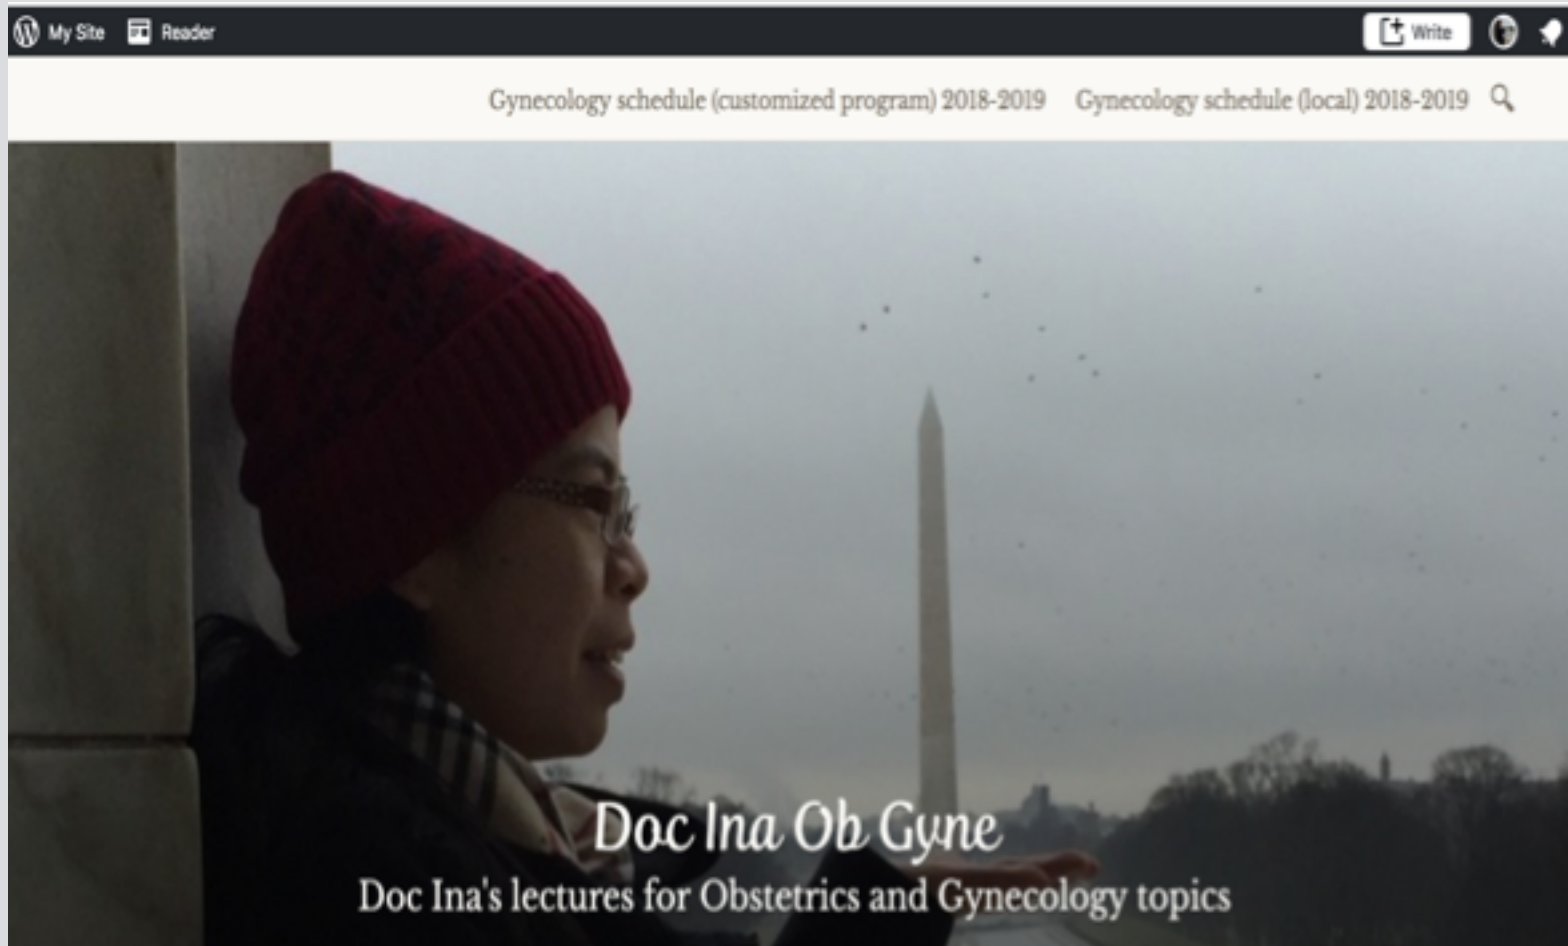 My Site Reader Write
Gynecology schedule (customized program) 2018-2019 Gynecology schedule (local) 2018-2019
Doc Ina Ob Gyne
Doc Ina's lectures for Obstetrics and Gynecology topics